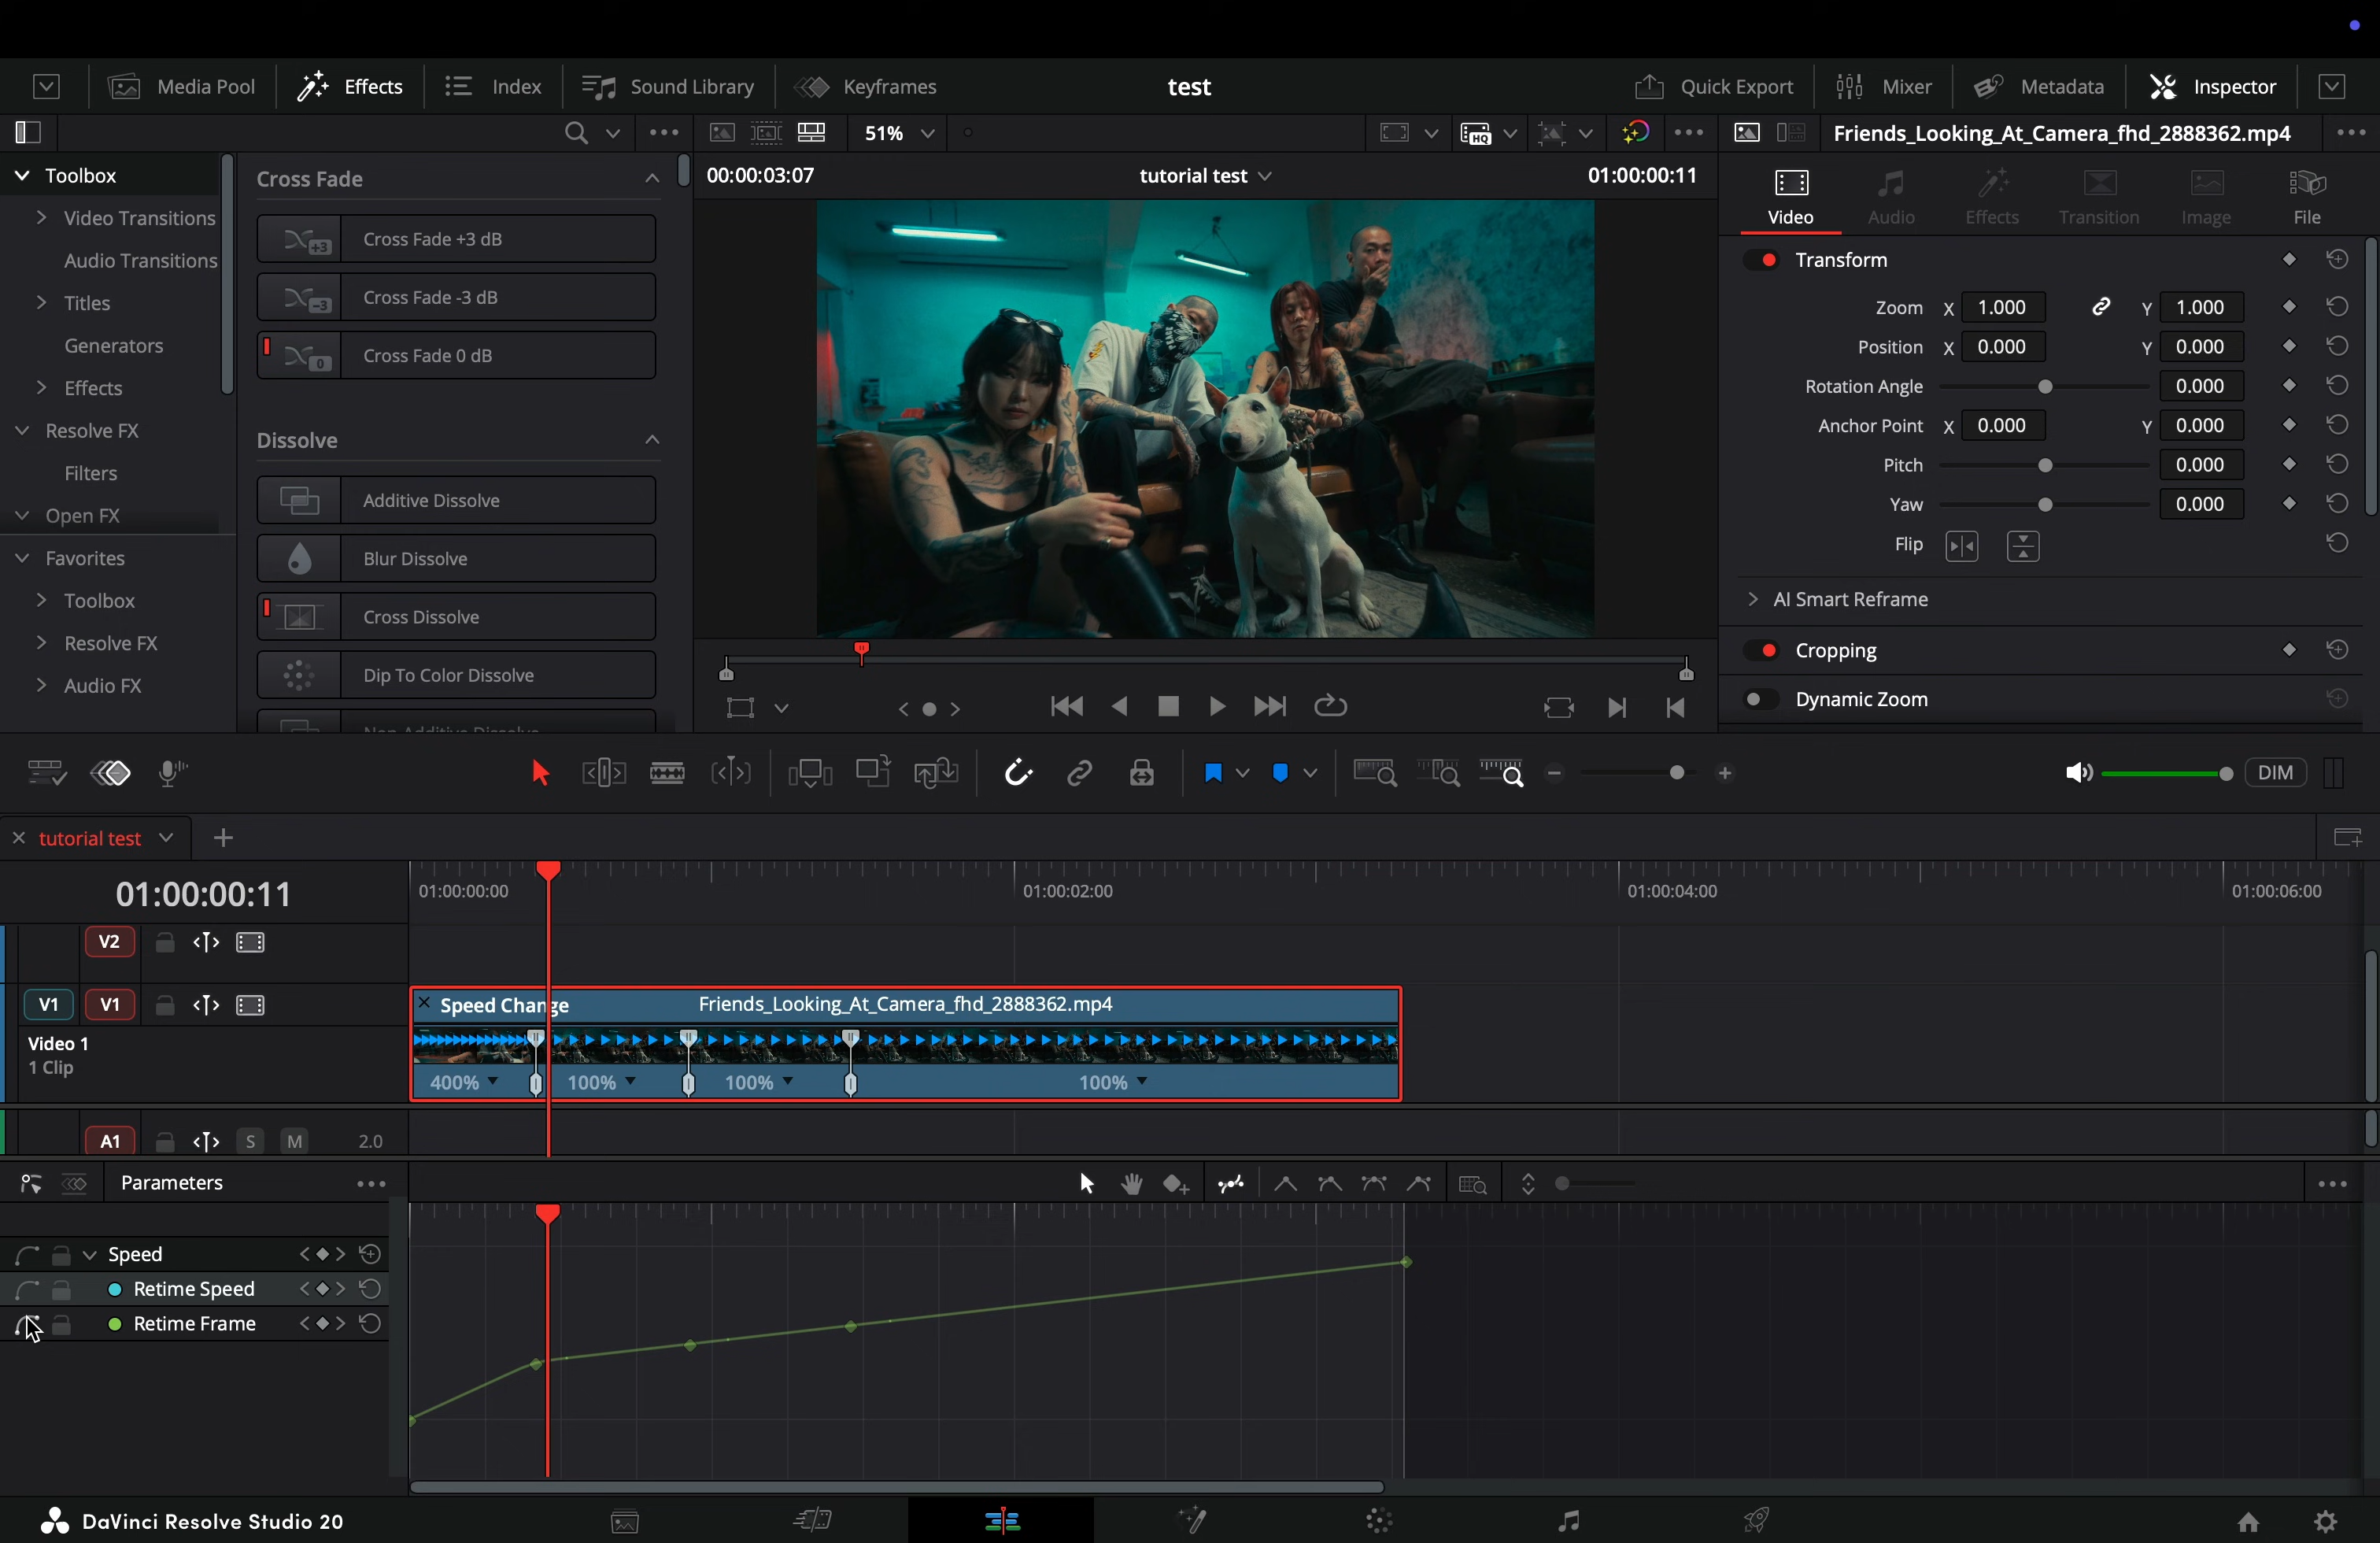 Media Pool
Effects
Index
Sound Library
Keyframes
test
Quick Export
Mixer
Metadata
Inspector
51%
HQ
Friends_Looking_At_Camera_fhd_2888362.mp4
Toolbox
Video Transitions
Audio Transitions
Titles
Generators
Effects
Resolve FX
Filters
Open FX
Favorites
Toolbox
Resolve FX
Audio FX
Cross Fade
+3 Cross Fade +3 dB
-3 Cross Fade -3 dB
0 Cross Fade 0 dB
Dissolve
Additive Dissolve
Blur Dissolve
Cross Dissolve
Dip To Color Dissolve
Non-Additive Dissolve
00:00:03:07
tutorial test
01:00:00:11
Video
Audio
Effects
Transition
Image
File
Transform
Zoom X 1.000 Y 1.000
Position X 0.000 Y 0.000
Rotation Angle 0.000
Anchor Point X 0.000 Y 0.000
Pitch 0.000
Yaw 0.000
Flip
AI Smart Reframe
Cropping
Dynamic Zoom
DIM
tutorial test
01:00:00:11
01:00:00:00
01:00:02:00
01:00:04:00
01:00:06:00
V2
V1 V1
Video 1
1 Clip
Speed Change
Friends_Looking_At_Camera_fhd_2888362.mp4
400%
100%
100%
100%
A1 S M 2.0
Parameters
Speed
Retime Speed
Retime Frame
DaVinci Resolve Studio 20